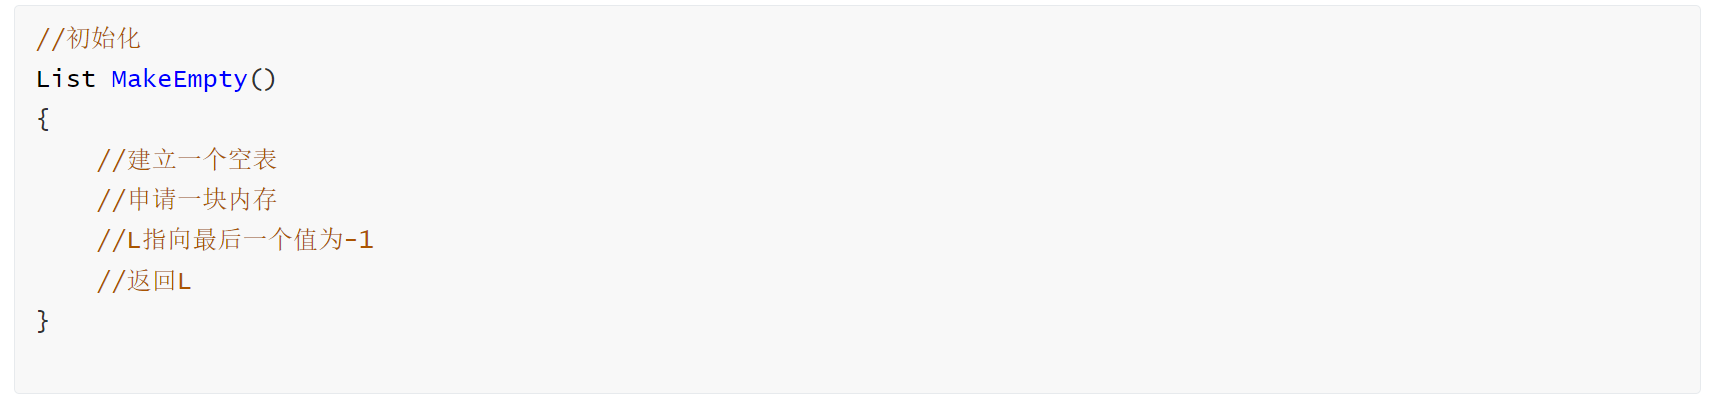 //初始化
List MakeEmpty()
{
    //建立一个空表
    //申请一块内存
    //L指向最后一个值为-1
    //返回L
}